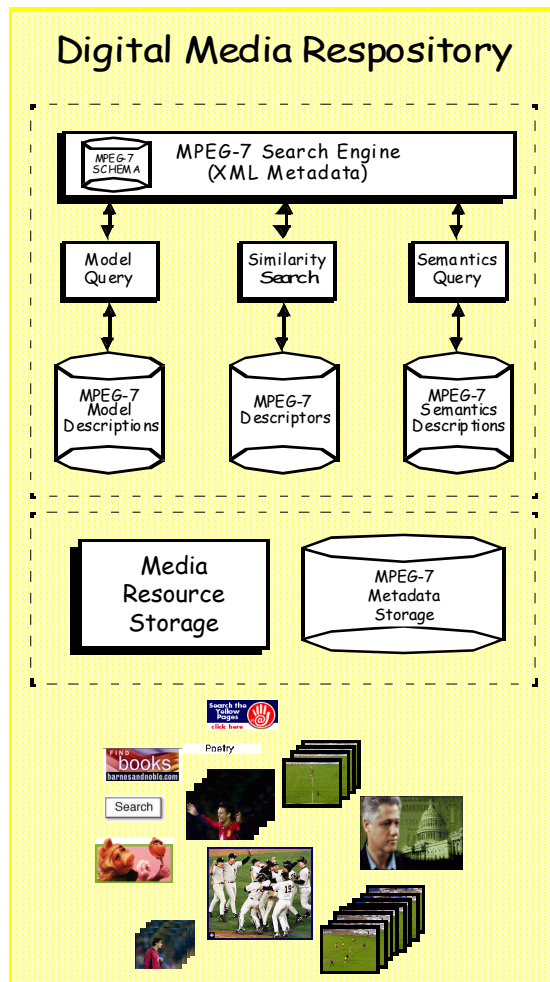 Digital Media Respository
MPEG-7
SCHEMA
MPEG-7 Search Engine
(XML Metadata)
Model
Query
Similarity
Search
Semantics
Query
MPEG-7
Model
Descriptions
MPEG-7
Descriptors
MPEG-7
Semantics
Descriptions
Media
Resource
Storage
MPEG-7
Metadata
Storage
Search the
Yellow
Pages
click here
Poetry
FIND
books
barnesandnoble.com
Search
19